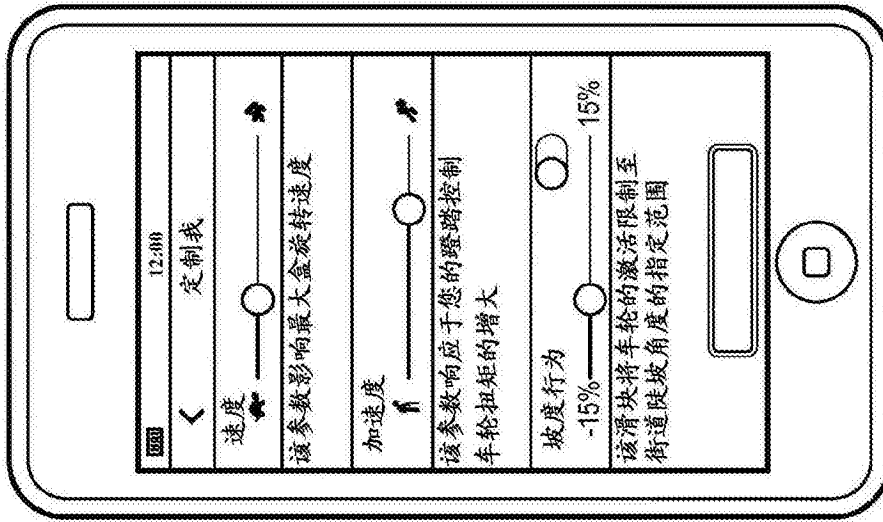 12:00
定制我
速度
该参数影响最大盒旋转速度
加速度
该参数响应于您的蹬踏控制
车轮扭矩的增大
坡度行为
-15% 15%
该滑块将车轮的激活限制至
街道陡坡角度的指定范围